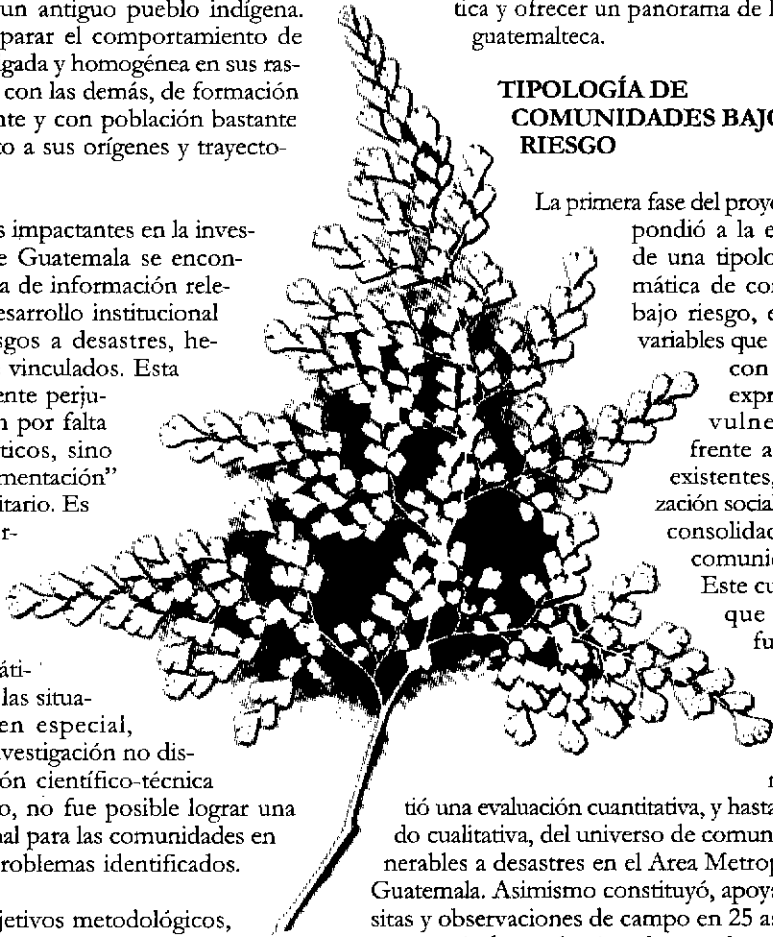 un antiguo pueblo indígena.
parar el comportamiento de
gada y homogénea en sus ras-
con las demás, de formación
nte y con población bastante
to a sus orígenes y trayecto-
s impactantes en la inves-
e Guatemala se encon-
a de información rele-
esarrollo institucional
sgos a desastres, he-
vinculados. Esta
ente perju-
n por falta
ticos, sino
mentación"
itario. Es
r-
áti-
las situa-
en especial,
vestigación no dis-
ón científico-técnica
o, no fue posible lograr una
nal para las comunidades en
roblemas identificados.
jetivos metodológicos,
tica y ofrecer un panorama de l
guatemalteca.
TIPOLOGÍA DE
COMUNIDADES BAJO
RIESGO
La primera fase del proye
pondió a la e
de una tipolo
mática de cor
bajo riesgo, e
variables que
con
expr
vulne
frente a
existentes,
zación socia
consolidac
comunic
Este cu
que
fu
r
tió una evaluación cuantitativa, y hasta
do cualitativa, del universo de comun
nerables a desastres en el Area Metrop
Guatemala. Asimismo constituyó, apoya
sitas y observaciones de campo en 25 as